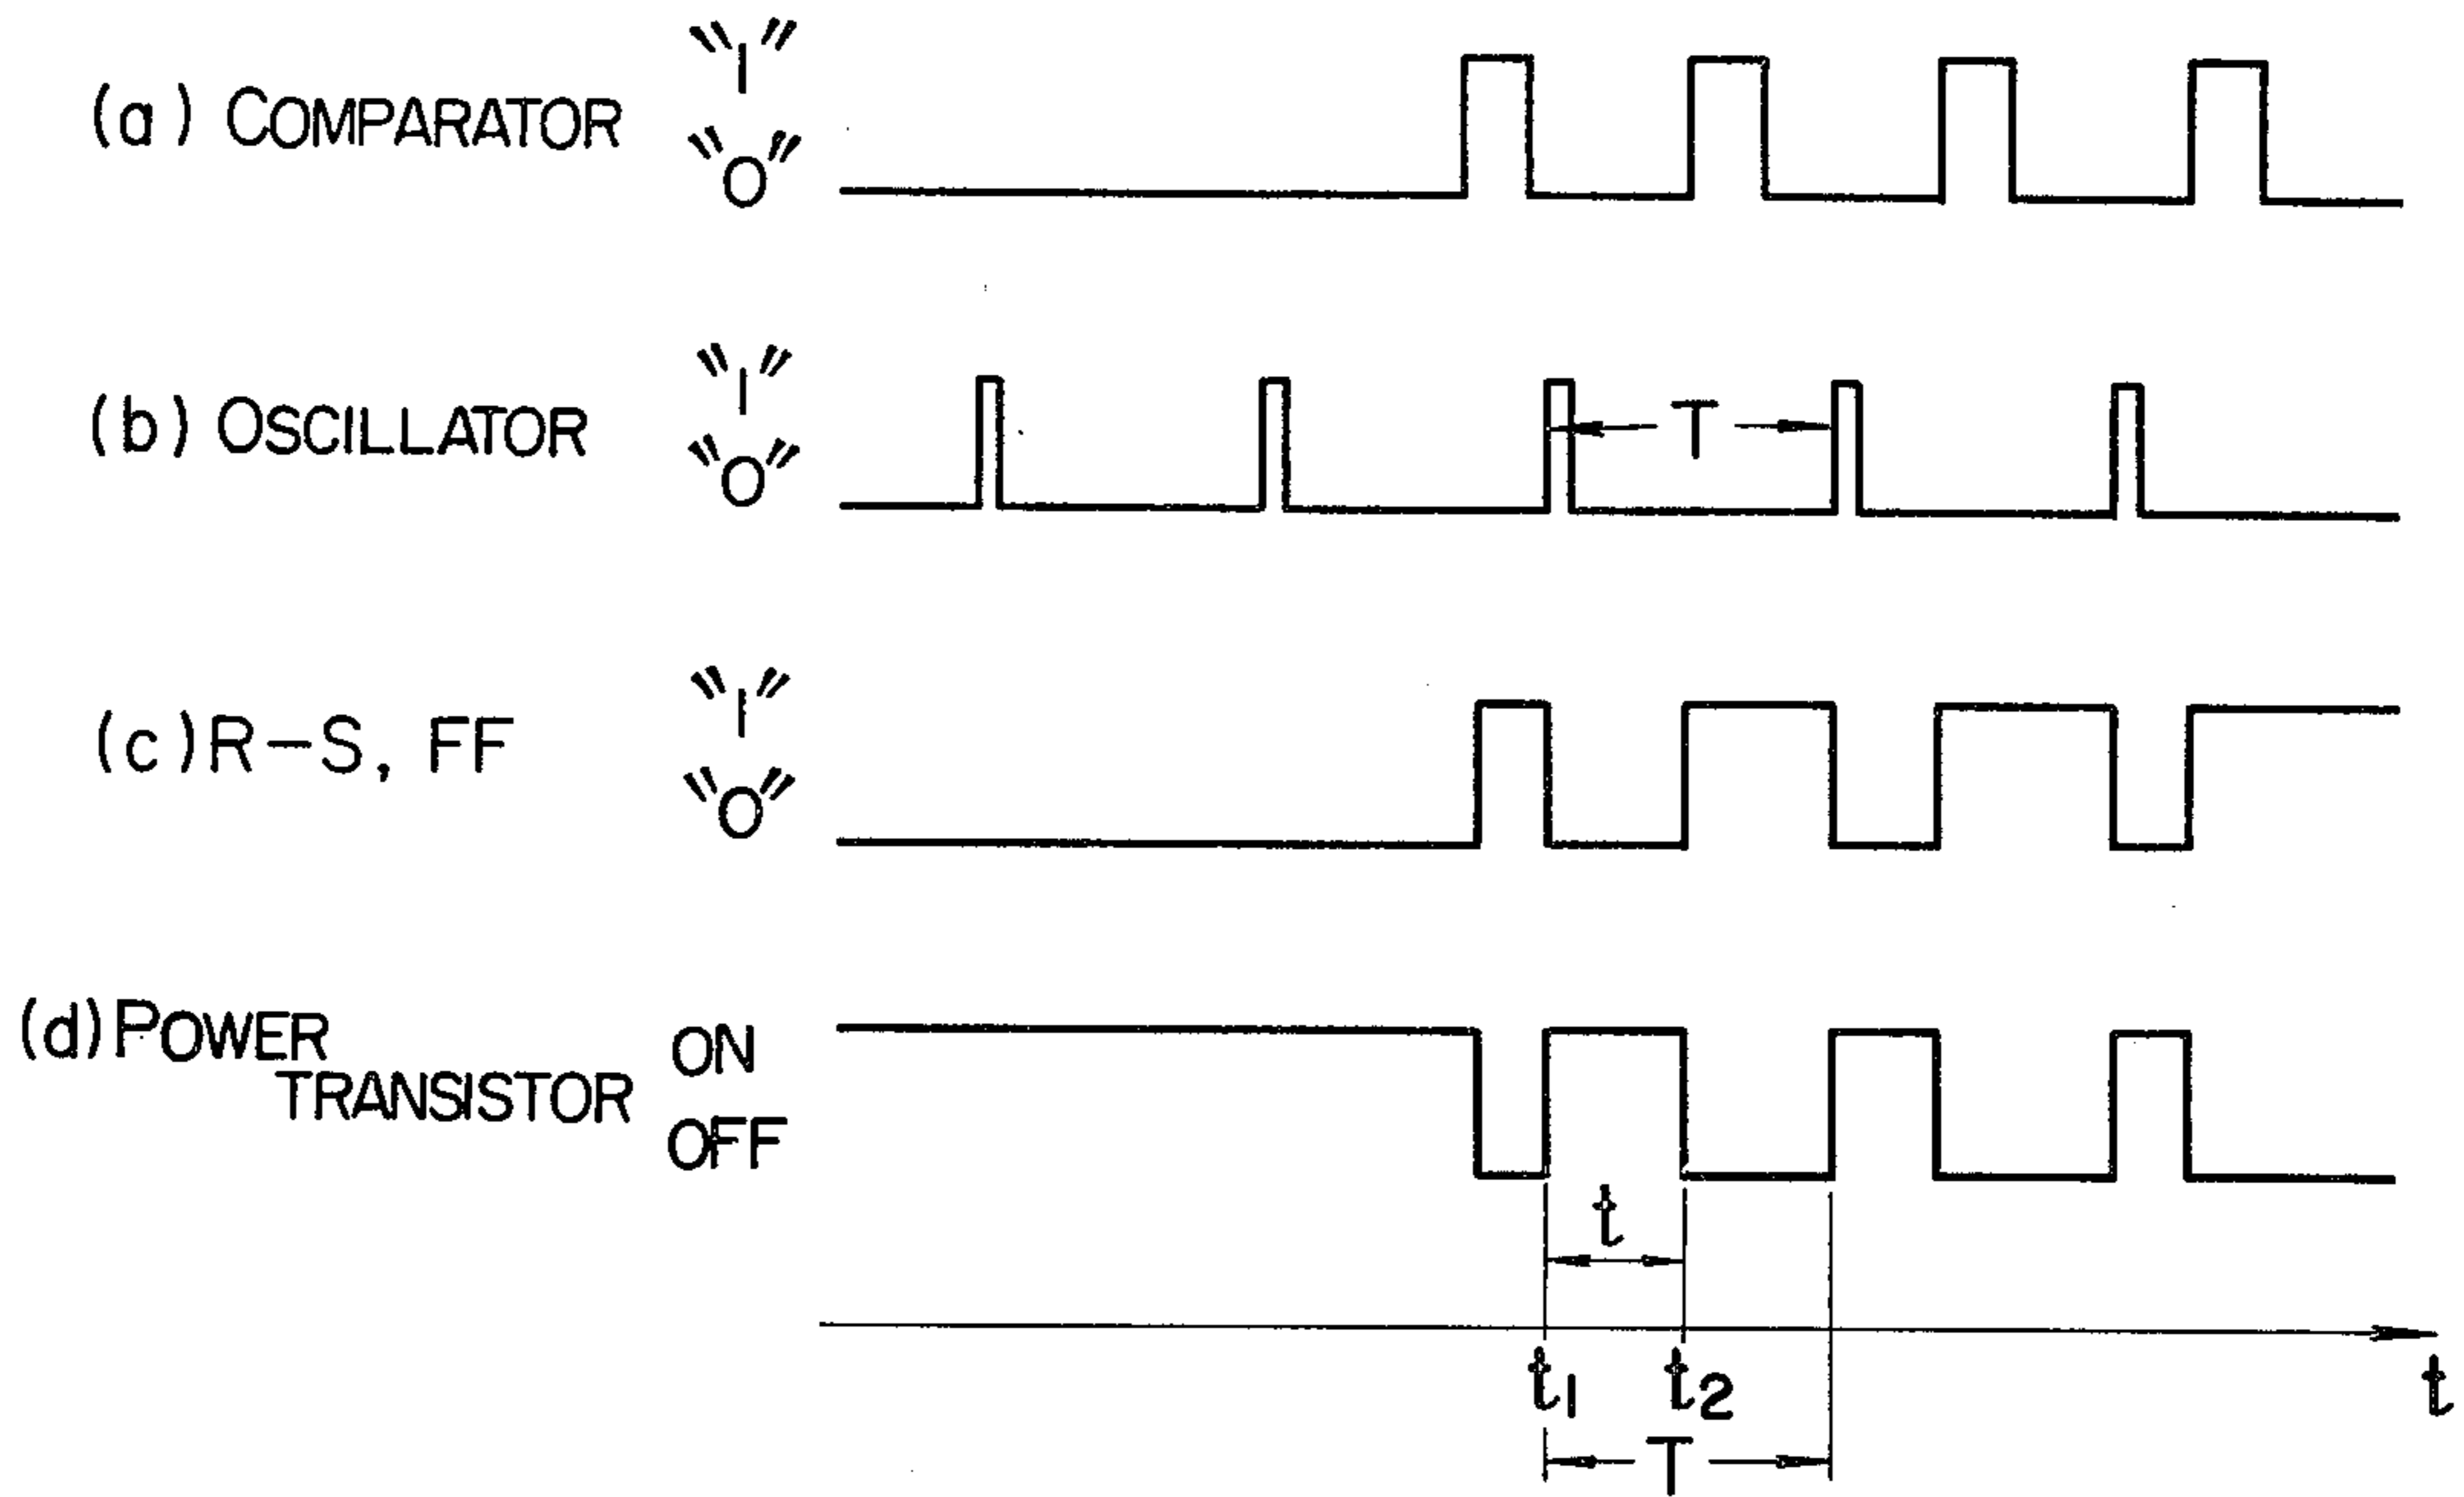 (a) COMPARATOR
"1"
"0"
(b) OSCILLATOR
"1"
"0"
T
(c) R-S, FF
"1"
"0"
(d) POWER
TRANSISTOR
ON
OFF
t
t1
t2
t
T